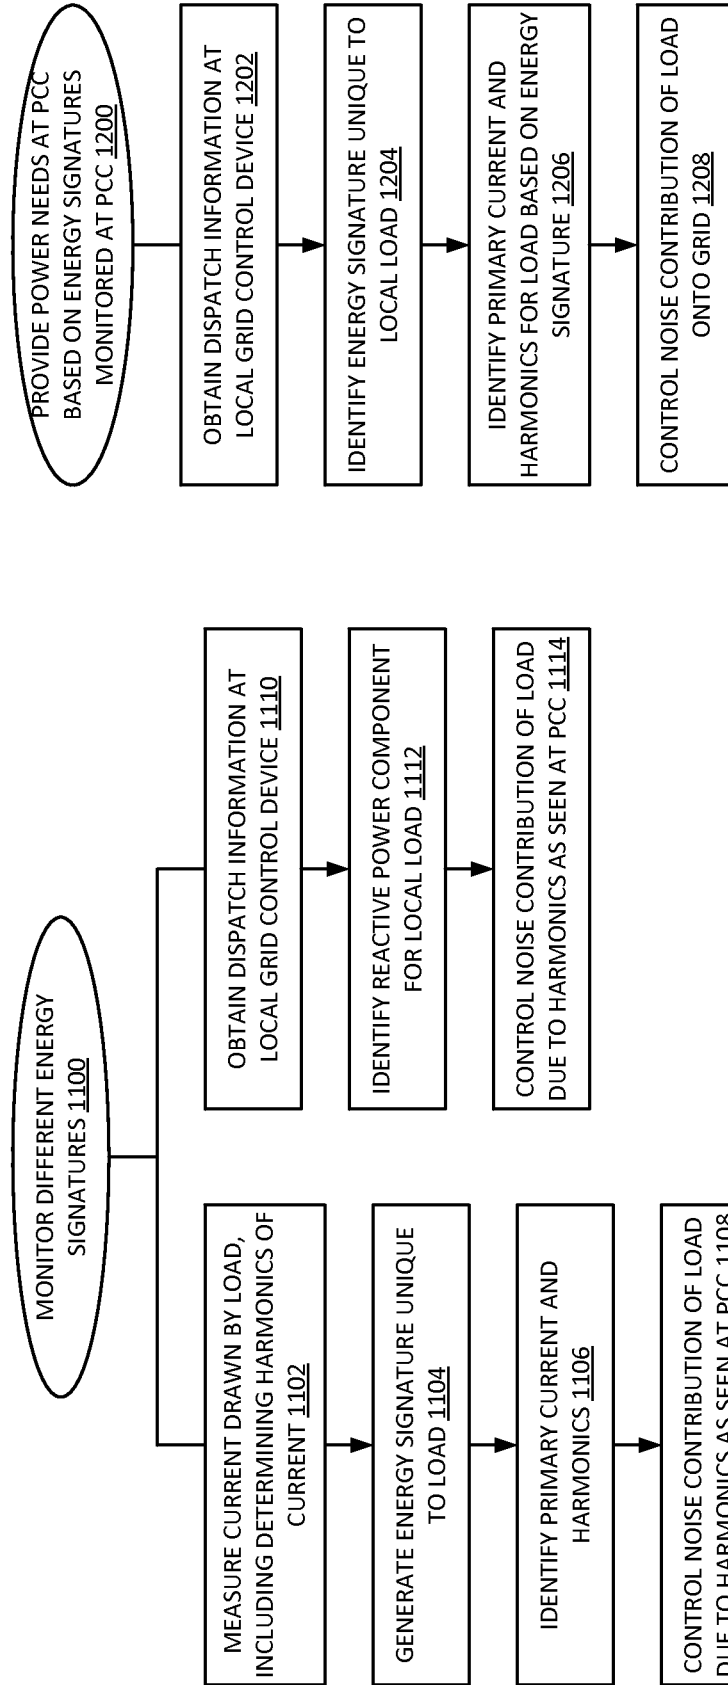 MONITOR DIFFERENT ENERGY
SIGNATURES 1100
MEASURE CURRENT DRAWN BY LOAD,
INCLUDING DETERMINING HARMONICS OF
CURRENT 1102
GENERATE ENERGY SIGNATURE UNIQUE
TO LOAD 1104
IDENTIFY PRIMARY CURRENT AND
HARMONICS 1106
CONTROL NOISE CONTRIBUTION OF LOAD
DUE TO HARMONICS AS SEEN AT PCC 1108
OBTAIN DISPATCH INFORMATION AT
LOCAL GRID CONTROL DEVICE 1110
IDENTIFY REACTIVE POWER COMPONENT
FOR LOCAL LOAD 1112
CONTROL NOISE CONTRIBUTION OF LOAD
DUE TO HARMONICS AS SEEN AT PCC 1114
PROVIDE POWER NEEDS AT PCC
BASED ON ENERGY SIGNATURES
MONITORED AT PCC 1200
OBTAIN DISPATCH INFORMATION AT
LOCAL GRID CONTROL DEVICE 1202
IDENTIFY ENERGY SIGNATURE UNIQUE TO
LOCAL LOAD 1204
IDENTIFY PRIMARY CURRENT AND
HARMONICS FOR LOAD BASED ON ENERGY
SIGNATURE 1206
CONTROL NOISE CONTRIBUTION OF LOAD
ONTO GRID 1208